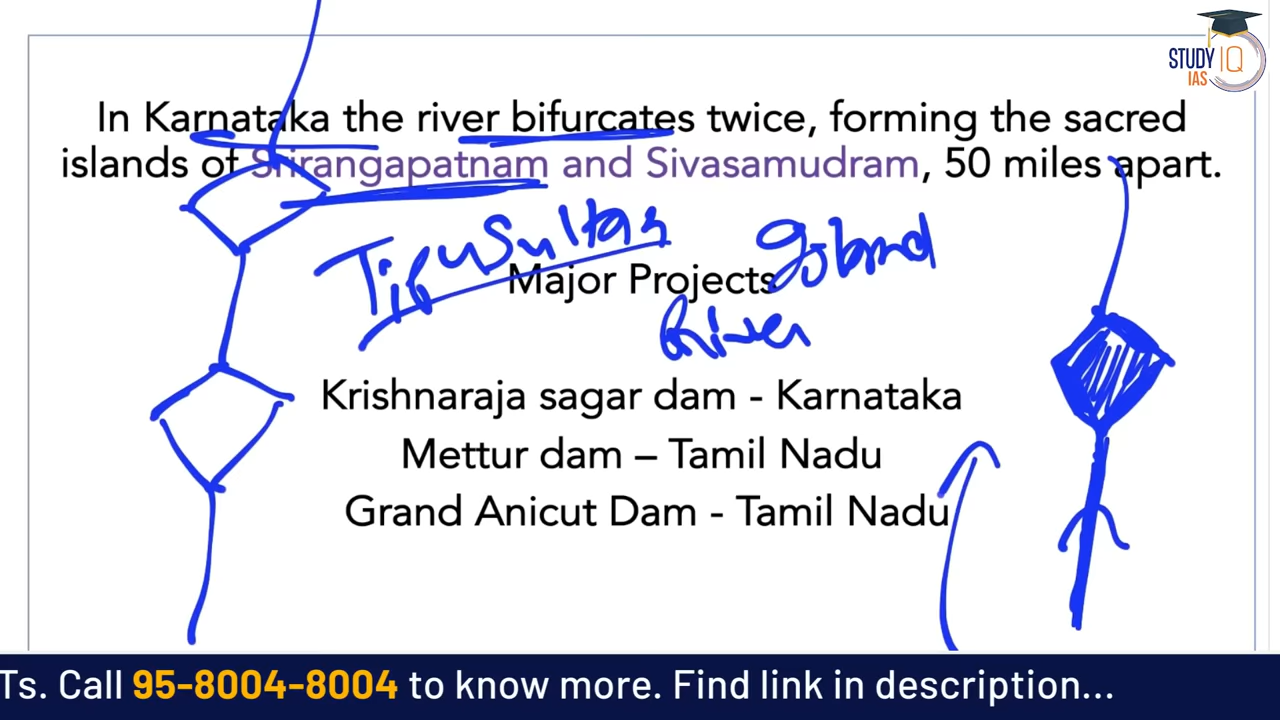 STUDY IQ
IAS
In Karnataka the river bifurcates twice, forming the sacred
islands of Srirangapatnam and Sivasamudram, 50 miles apart.
Tipu Sultan
Major Projects
River
Krishnaraja sagar dam - Karnataka
Mettur dam – Tamil Nadu
Grand Anicut Dam - Tamil Nadu
Ts. Call 95-8004-8004 to know more. Find link in description...